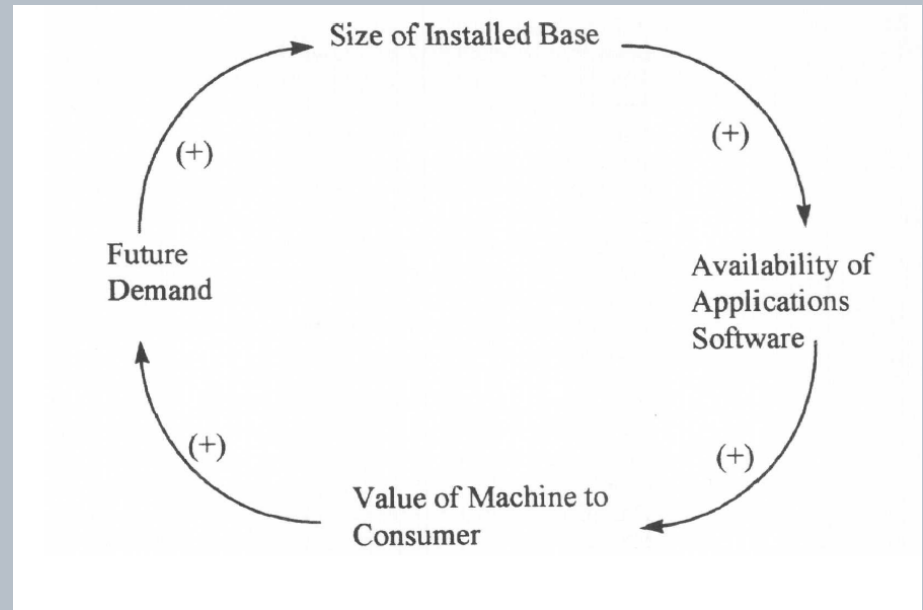 Size of Installed Base
(+)
(+)
Future
Demand
Availability of
Applications
Software
(+)
(+)
Value of Machine to
Consumer